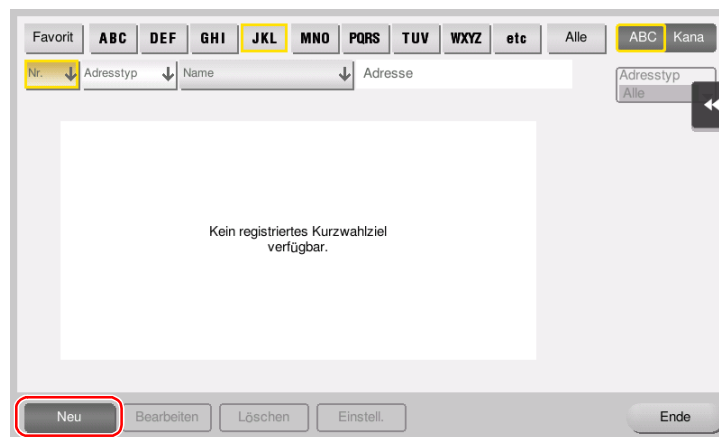 Favorit ABC DEF GHI JKL MNO PQRS TUV WXYZ etc Alle ABC Kana
Nr. Adresstyp Name Adresse Adresstyp
Alle
Kein registriertes Kurzwahlziel
verfügbar.
Neu Bearbeiten Löschen Einstell. Ende